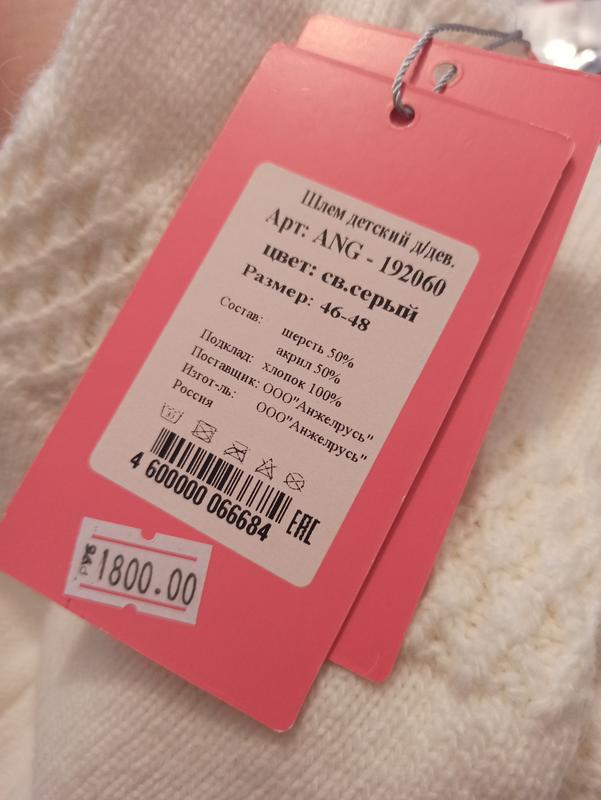 Шлем детский д/дев.
Арт: ANG - 192060
цвет: св.серый
Размер: 46-48
Состав: шерсть 50%
акрил 50%
Подклад: хлопок 100%
Поставщик: ООО"Анжелрусь"
Изгот-ль: ООО"Анжелрусь"
Россия
4 600000 066684 EAC
1800.00